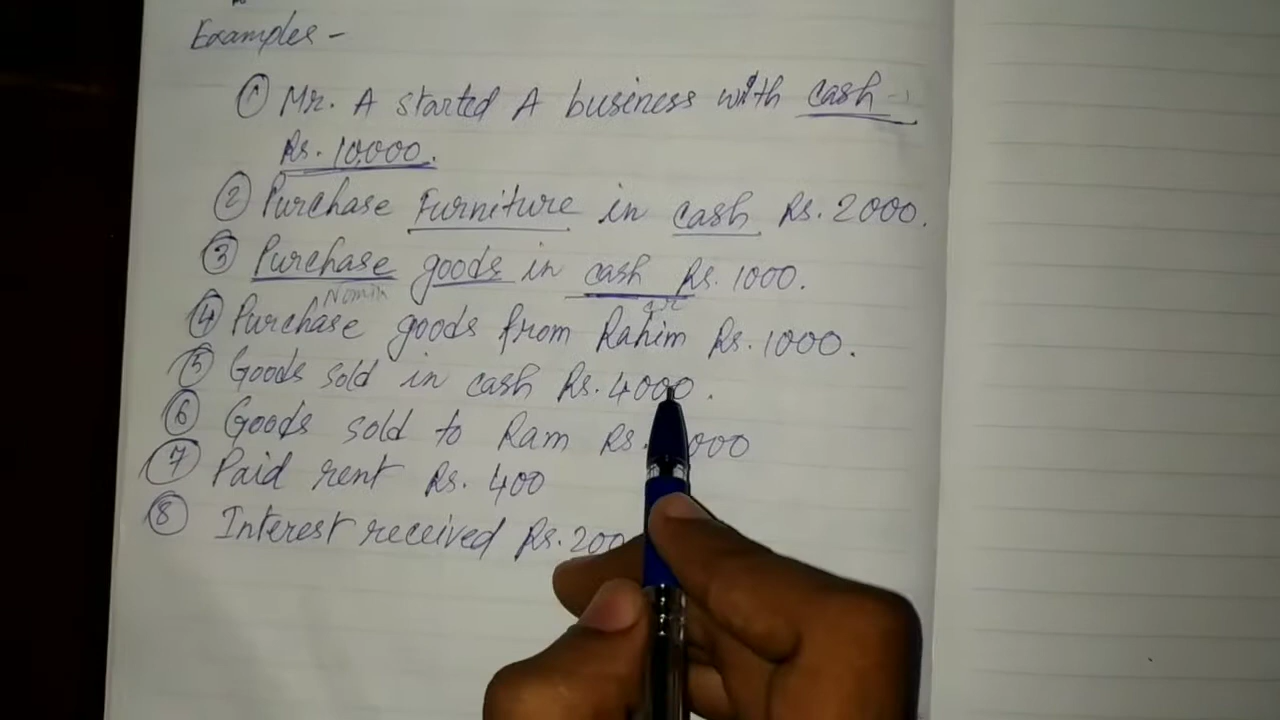 Examples -
① Mr. A started A business with cash
Rs. 10,000.
② Purchase Furniture in cash Rs. 2000.
③ Purchase goods in cash Rs. 1000.
④ Purchase goods from Rahim Rs. 1000.
⑤ Goods sold in cash Rs. 4000.
⑥ Goods sold to Ram Rs. 000
⑦ Paid rent Rs. 400
⑧ Interest received Rs. 200